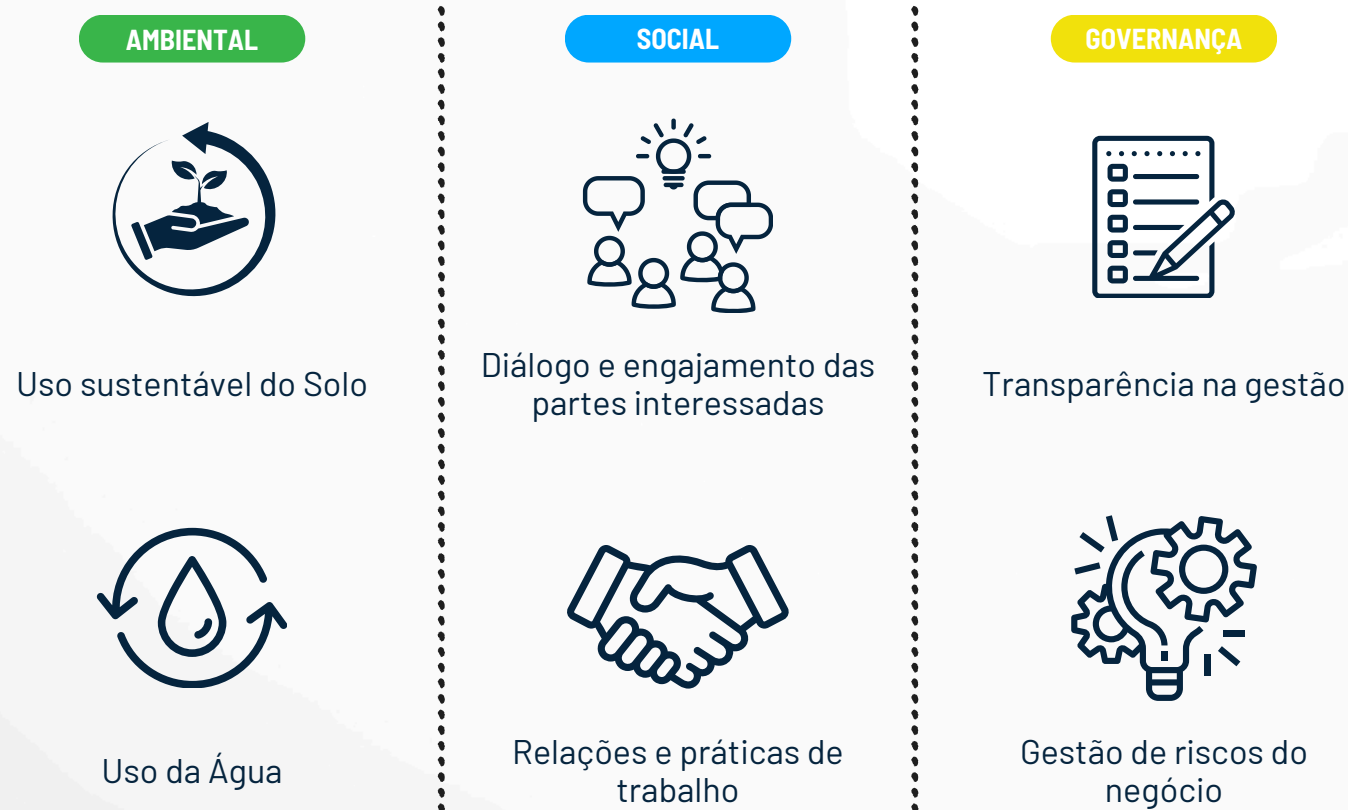 AMBIENTAL
SOCIAL
GOVERNANÇA
Uso sustentável do Solo
Diálogo e engajamento das
partes interessadas
Transparência na gestão
Uso da Água
Relações e práticas de
trabalho
Gestão de riscos do
negócio